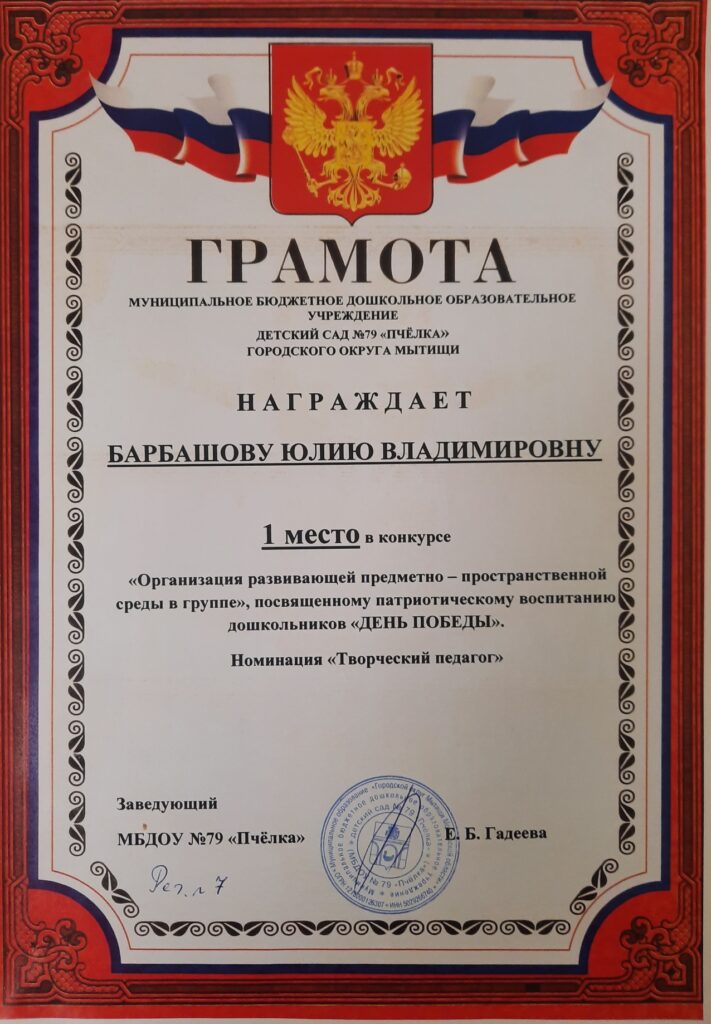 ГРАМОТА
МУНИЦИПАЛЬНОЕ БЮДЖЕТНОЕ ДОШКОЛЬНОЕ ОБРАЗОВАТЕЛЬНОЕ
УЧРЕЖДЕНИЕ
ДЕТСКИЙ САД №79 «ПЧЁЛКА»
ГОРОДСКОГО ОКРУГА МЫТИЩИ
НАГРАЖДАЕТ
БАРБАШОВУ ЮЛИЮ ВЛАДИМИРОВНУ
1 место в конкурсе
«Организация развивающей предметно – пространственной
среды в группе», посвященному патриотическому воспитанию
дошкольников «ДЕНЬ ПОБЕДЫ».
Номинация «Творческий педагог»
Заведующий
МБДОУ №79 «Пчёлка»
Е. Б. Гадеева